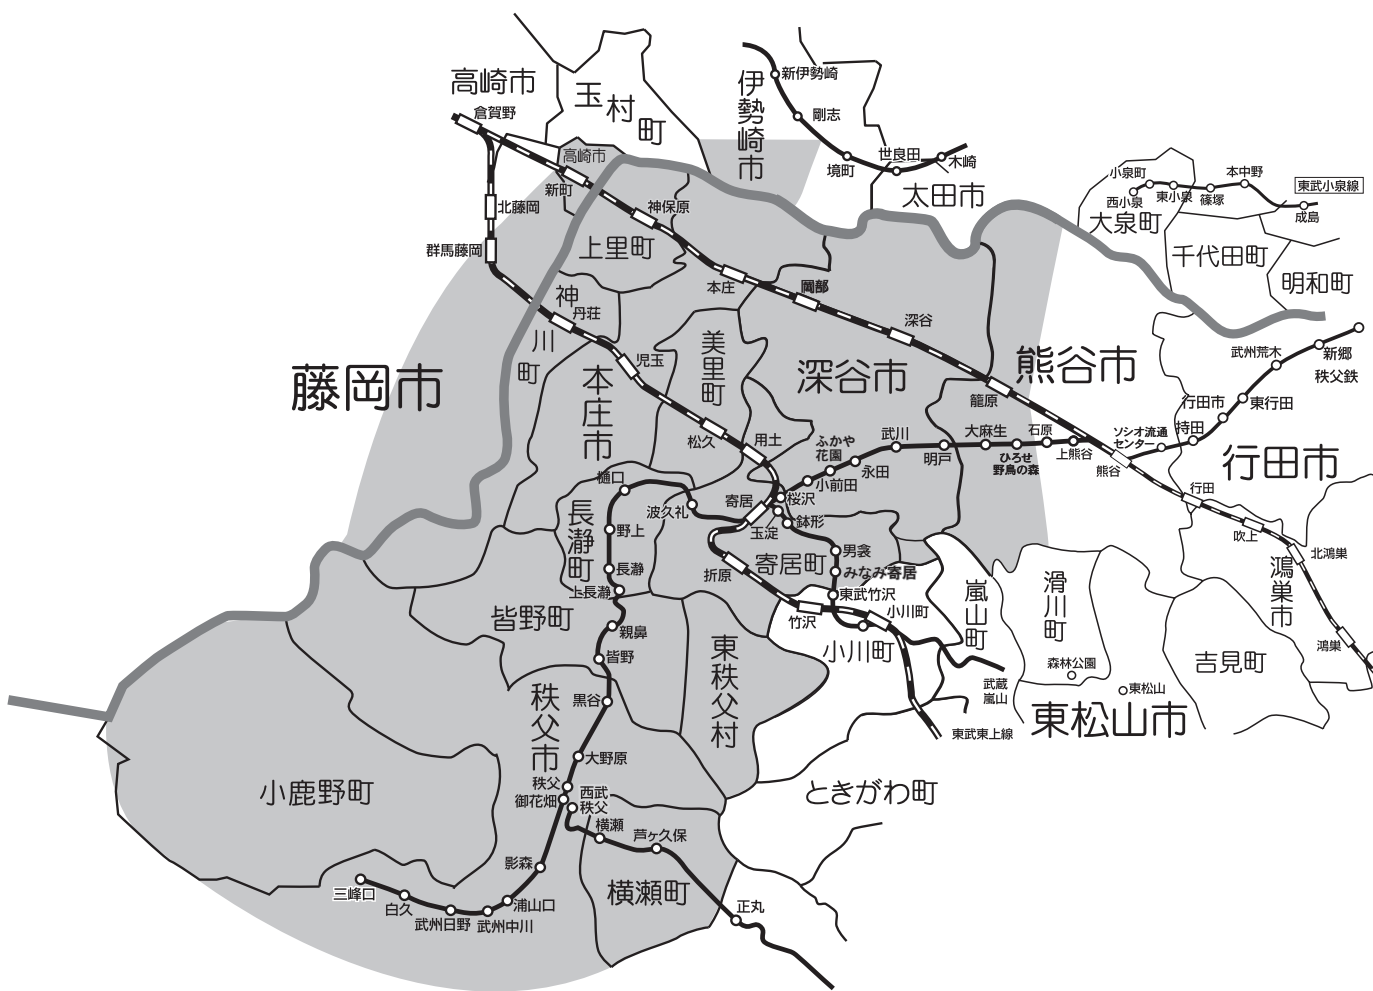 高崎市
倉賀野
玉村町
伊勢崎市
新伊勢崎
剛志
境町
世良田
木崎
太田市
高崎市
新町
北藤岡
群馬藤岡
神保原
上里町
小泉町
本中野
東武小泉線
西小泉
東小泉
篠塚
成島
大泉町
千代田町
明和町
本庄
岡部
深谷
神川町
丹荘
児玉
美里町
本庄市
藤岡市
深谷市
熊谷市
籠原
武州荒木
新郷
秩父鉄
行田市
東行田
持田
ソシオ流通
センター
行田市
松久
用土
ふかや
花園
武川
明戸
大麻生
石原
ひろせ
野鳥の森
上熊谷
熊谷
行田
吹上
北鴻巣
鴻巣市
鴻巣
永田
小前田
桜沢
寄居
玉淀
鉢形
樋口
波久礼
長瀞町
野上
長瀞
上長瀞
折原
寄居町
男衾
みなみ寄居
東武竹沢
竹沢
小川町
小川町
嵐山町
武蔵
嵐山
滑川町
森林公園
東松山
東松山市
吉見町
東武東上線
皆野町
親鼻
皆野
黒谷
東秩父村
秩父市
大野原
秩父
御花畑
西武
秩父
横瀬
芦ヶ久保
横瀬町
正丸
ときがわ町
小鹿野町
影森
浦山口
武州中川
武州日野
白久
三峰口